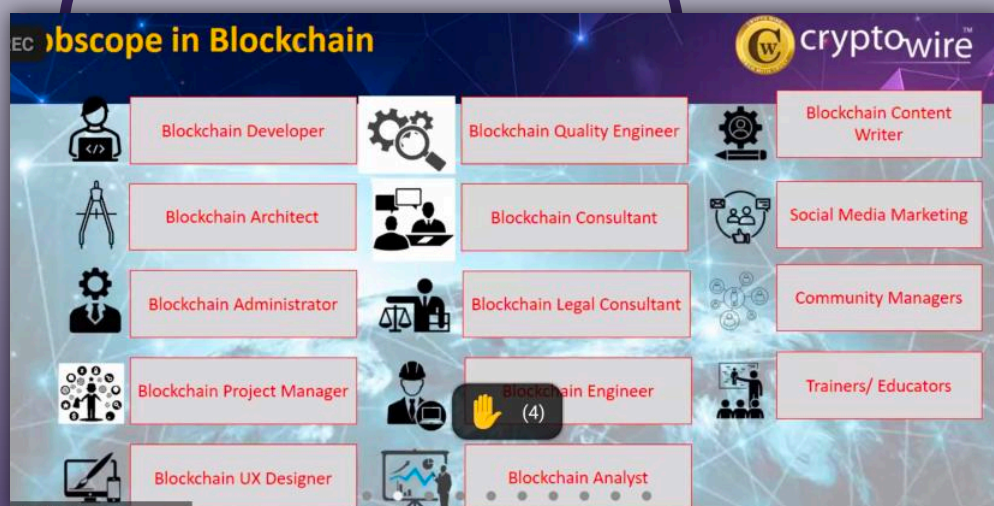 EC
obscope in Blockchain
W
cryptowire™
Blockchain Developer
Blockchain Architect
Blockchain Administrator
Blockchain Project Manager
Blockchain UX Designer
</>
Blockchain Quality Engineer
Blockchain Consultant
Blockchain Legal Consultant
Blockchain Engineer
(4)
Blockchain Analyst
Blockchain Content
Writer
Social Media Marketing
Community Managers
Trainers/ Educators